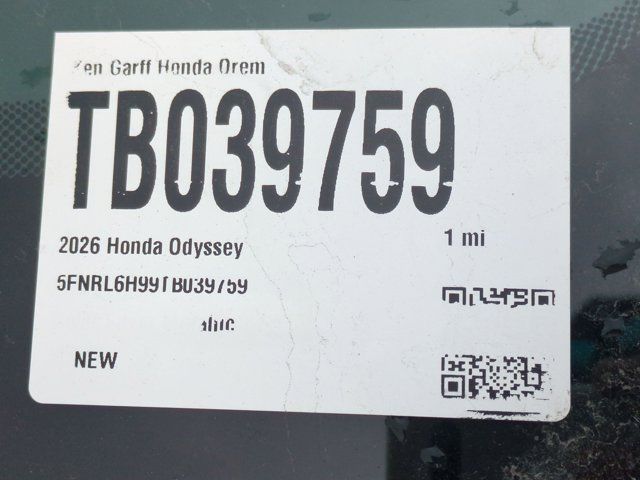 Ken Garff Honda Orem
TB039759
2026 Honda Odyssey
1 mi
5FNRL6H99TB039759
NEW